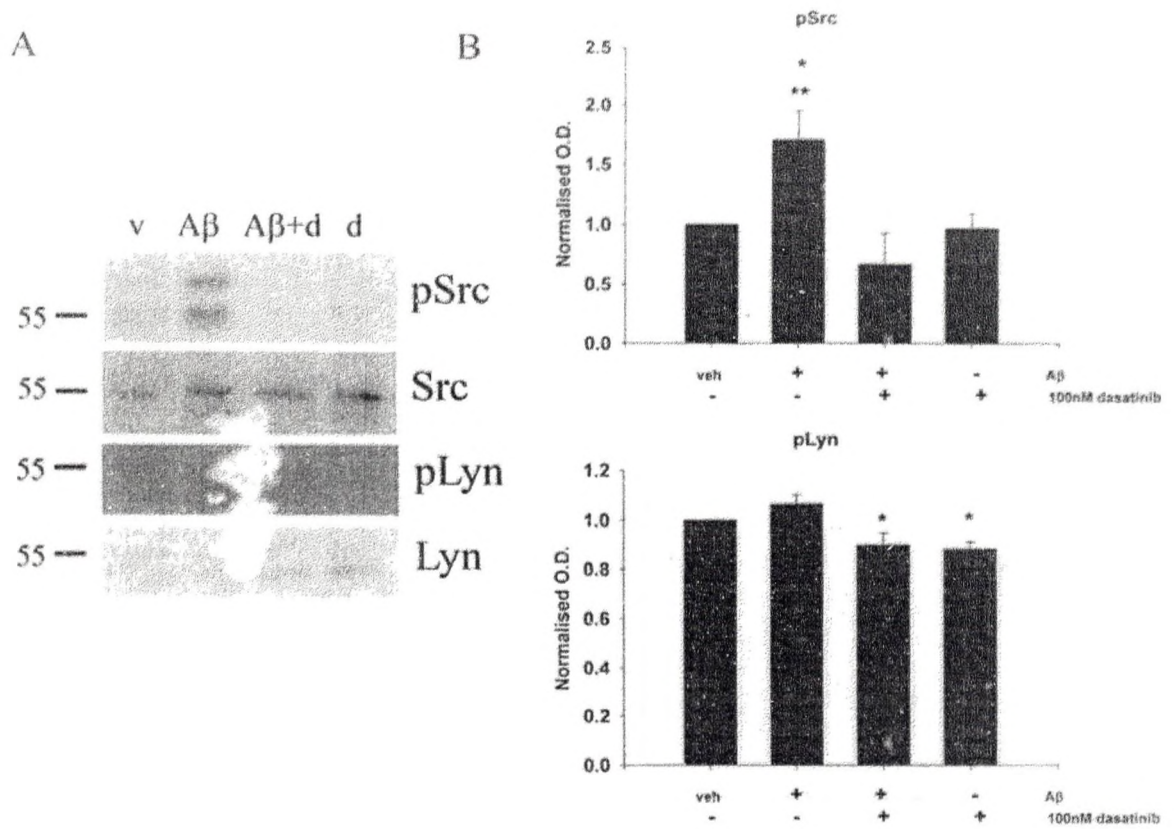 A
v Aβ Aβ+d d
55
pSrc
55
Src
55
pLyn
55
Lyn
B
pSrc
2.5
*
**
2.0
1.5
1.0
0.5
0.0
Normalised O.D.
veh + + - Aβ
- - + + 100nM dasatinib
pLyn
1.2
1.0
* *
0.8
0.6
0.4
0.2
0.0
Normalised O.D.
veh + + - Aβ
- - + + 100nM dasatinib